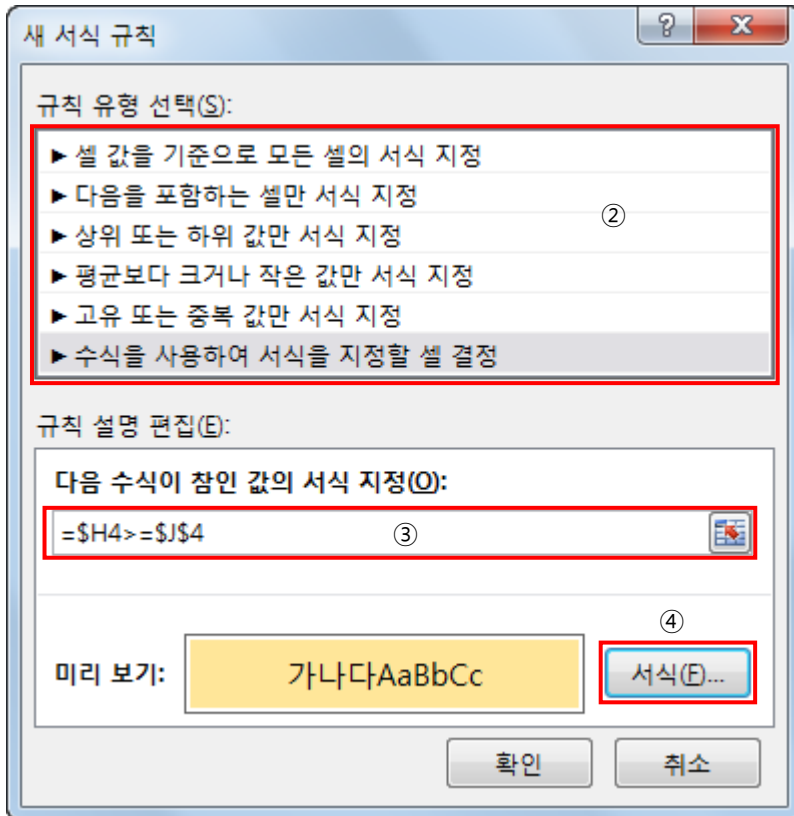 새 서식 규칙
규칙 유형 선택(S):
► 셀 값을 기준으로 모든 셀의 서식 지정
► 다음을 포함하는 셀만 서식 지정
②
► 상위 또는 하위 값만 서식 지정
► 평균보다 크거나 작은 값만 서식 지정
► 고유 또는 중복 값만 서식 지정
► 수식을 사용하여 서식을 지정할 셀 결정
규칙 설명 편집(E):
다음 수식이 참인 값의 서식 지정(O):
=$H4>=$J$4 ③
④
미리 보기: 가나다AaBbCc 서식(F)...
확인 취소